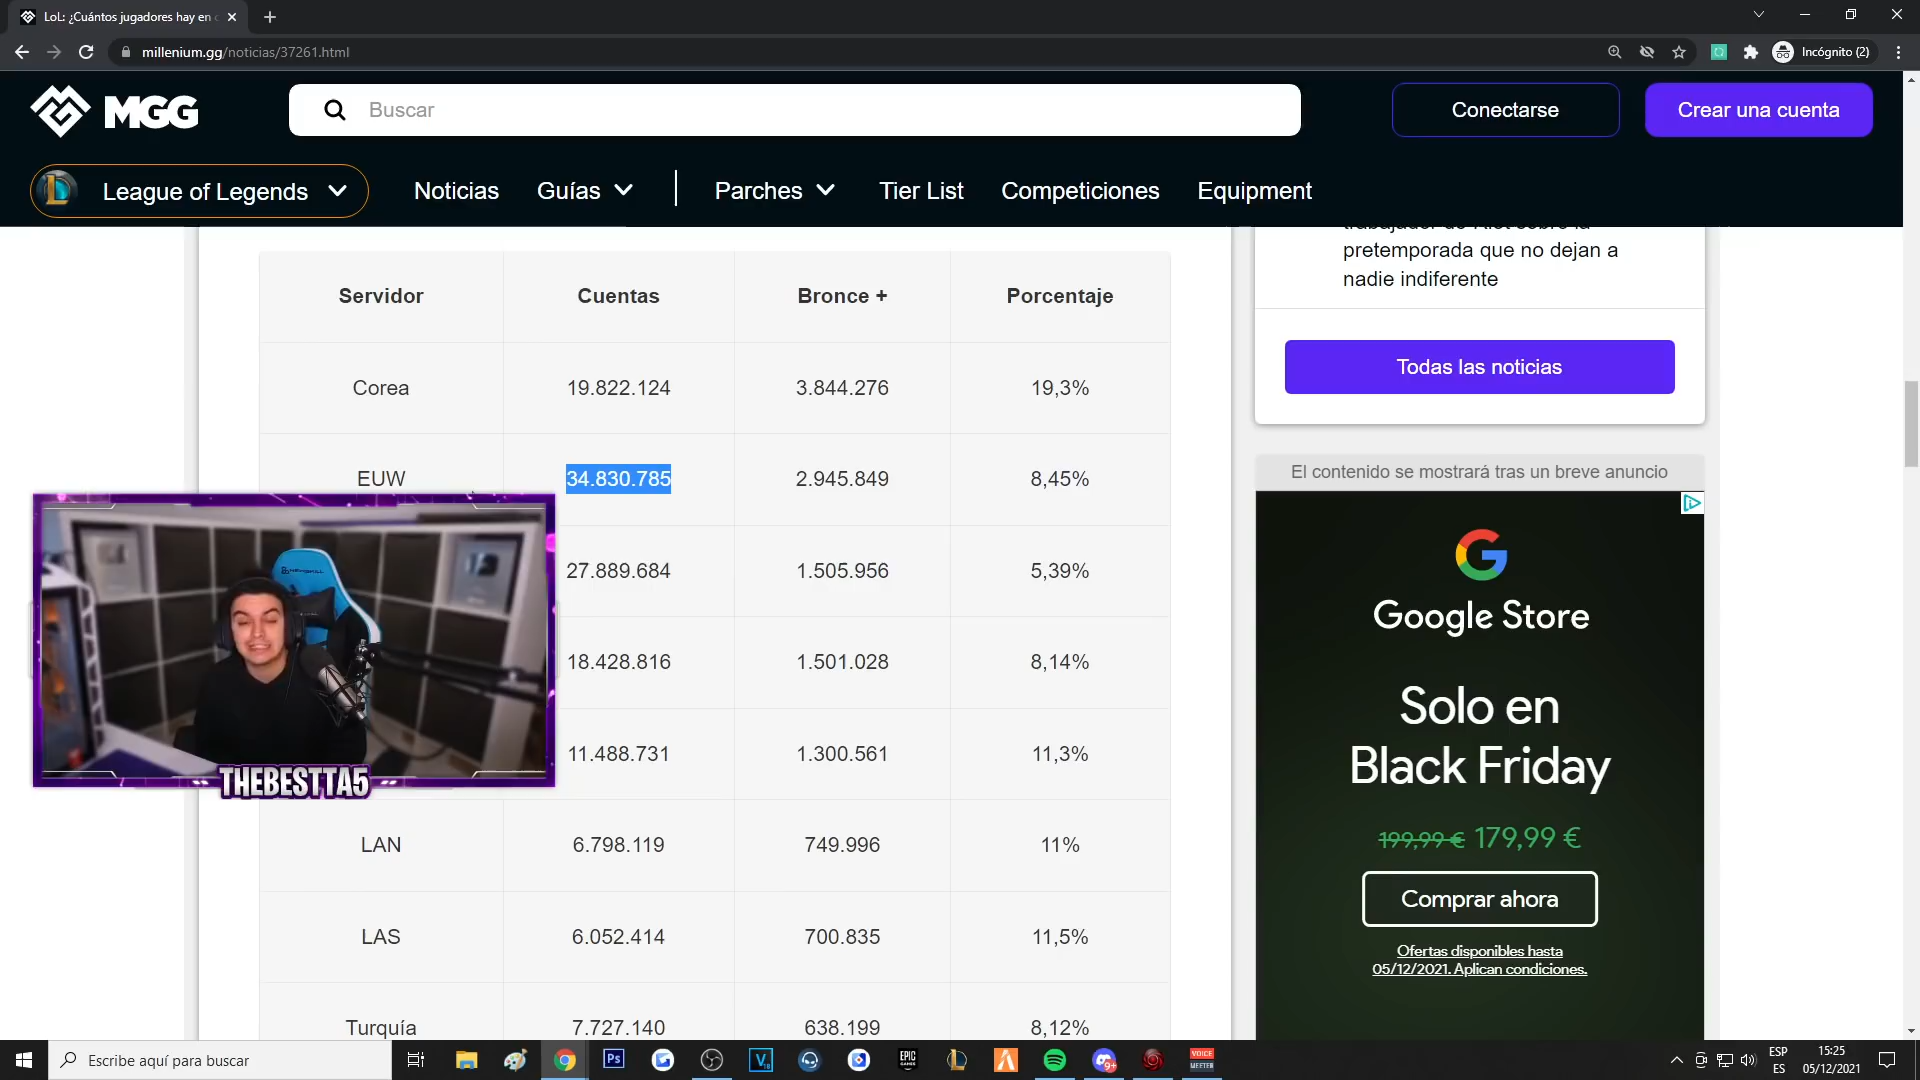 LoL: ¿Cuántos jugadores hay en
millenium.gg/noticias/37261.html
Incógnito (2)
MGG
Buscar
Conectarse
Crear una cuenta
League of Legends
Noticias
Guías
Parches
Tier List
Competiciones
Equipment
pretemporada que no dejan a
nadie indiferente
Todas las noticias
Servidor Cuentas Bronce + Porcentaje
Corea 19.822.124 3.844.276 19,3%
EUW 34.830.785 2.945.849 8,45%
27.889.684 1.505.956 5,39%
18.428.816 1.501.028 8,14%
11.488.731 1.300.561 11,3%
LAN 6.798.119 749.996 11%
LAS 6.052.414 700.835 11,5%
Turquía 7.727.140 638.199 8,12%
THEBESTTA5
El contenido se mostrará tras un breve anuncio
Google Store
Solo en
Black Friday
199,99 € 179,99 €
Comprar ahora
Ofertas disponibles hasta
05/12/2021. Aplican condiciones.
Escribe aquí para buscar
Ps
EPIC
GAMES
9+
VOICE
MEETER
ESP
ES
15:25
05/12/2021